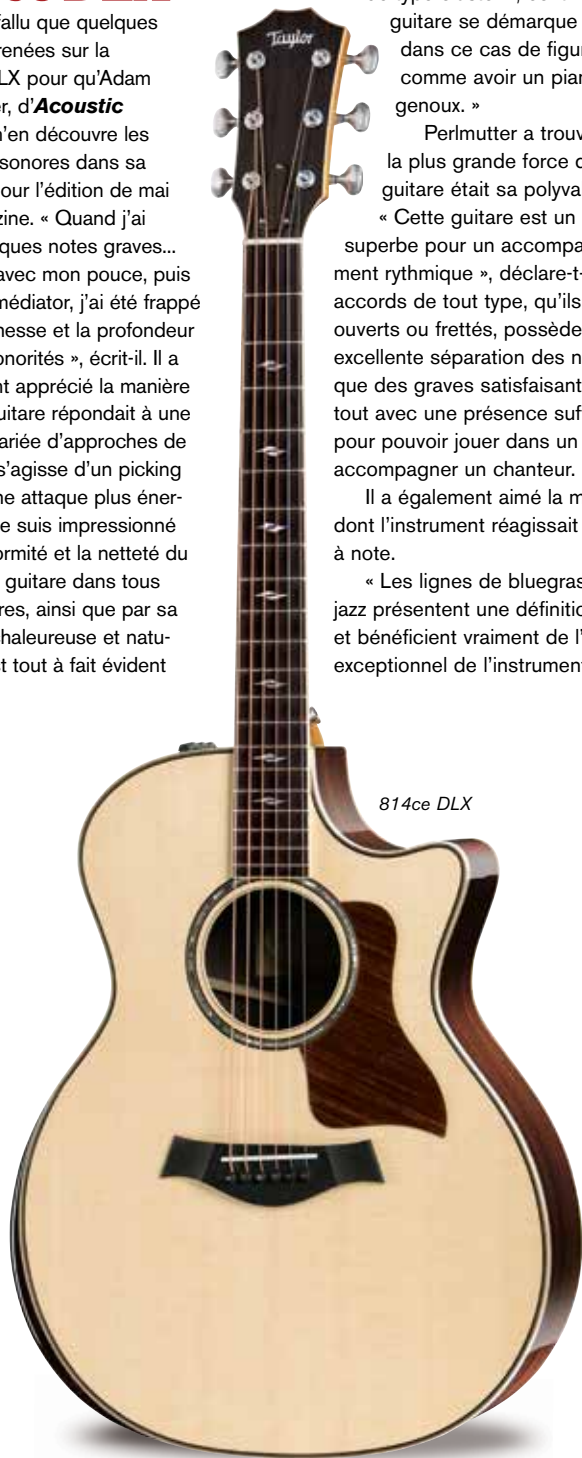 fallu que quelques
renées sur la
LX pour qu'Adam
r, d'Acoustic
n'en découvre les
sonores dans sa
our l'édition de mai
zine. « Quand j'ai
ques notes graves...
avec mon pouce, puis
médiator, j'ai été frappé
nesse et la profondeur
onorités », écrit-il. Il a
nt apprécié la manière
uitare répondait à une
ariée d'approches de
s'agisse d'un picking
ne attaque plus éner-
e suis impressionné
ormité et la netteté du
guitare dans tous
res, ainsi que par sa
haleureuse et natu-
st tout à fait évident
Taylor
guitare se démarque
dans ce cas de figur
comme avoir un pian
genoux. »
Perlmutter a trouv
la plus grande force d
guitare était sa polyva
« Cette guitare est un
superbe pour un accompa
ment rythmique », déclare-t-
accords de tout type, qu'ils
ouverts ou frettés, possède
excellente séparation des n
que des graves satisfaisant
tout avec une présence suf
pour pouvoir jouer dans un
accompagner un chanteur.
Il a également aimé la m
dont l'instrument réagissait
à note.
« Les lignes de bluegras
jazz présentent une définitio
et bénéficient vraiment de l'
exceptionnel de l'instrument
814ce DLX